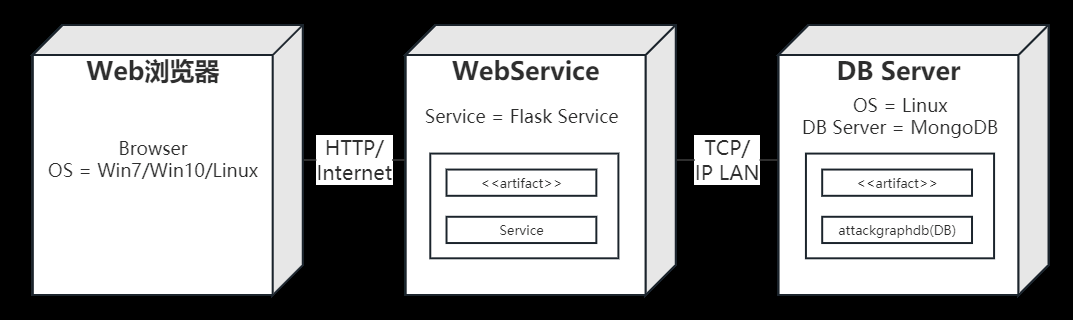 Web浏览器
Browser
OS = Win7/Win10/Linux
HTTP/
Internet
WebService
Service = Flask Service
<<artifact>>
Service
TCP/
IP LAN
DB Server
OS = Linux
DB Server = MongoDB
<<artifact>>
attackgraphdb(DB)